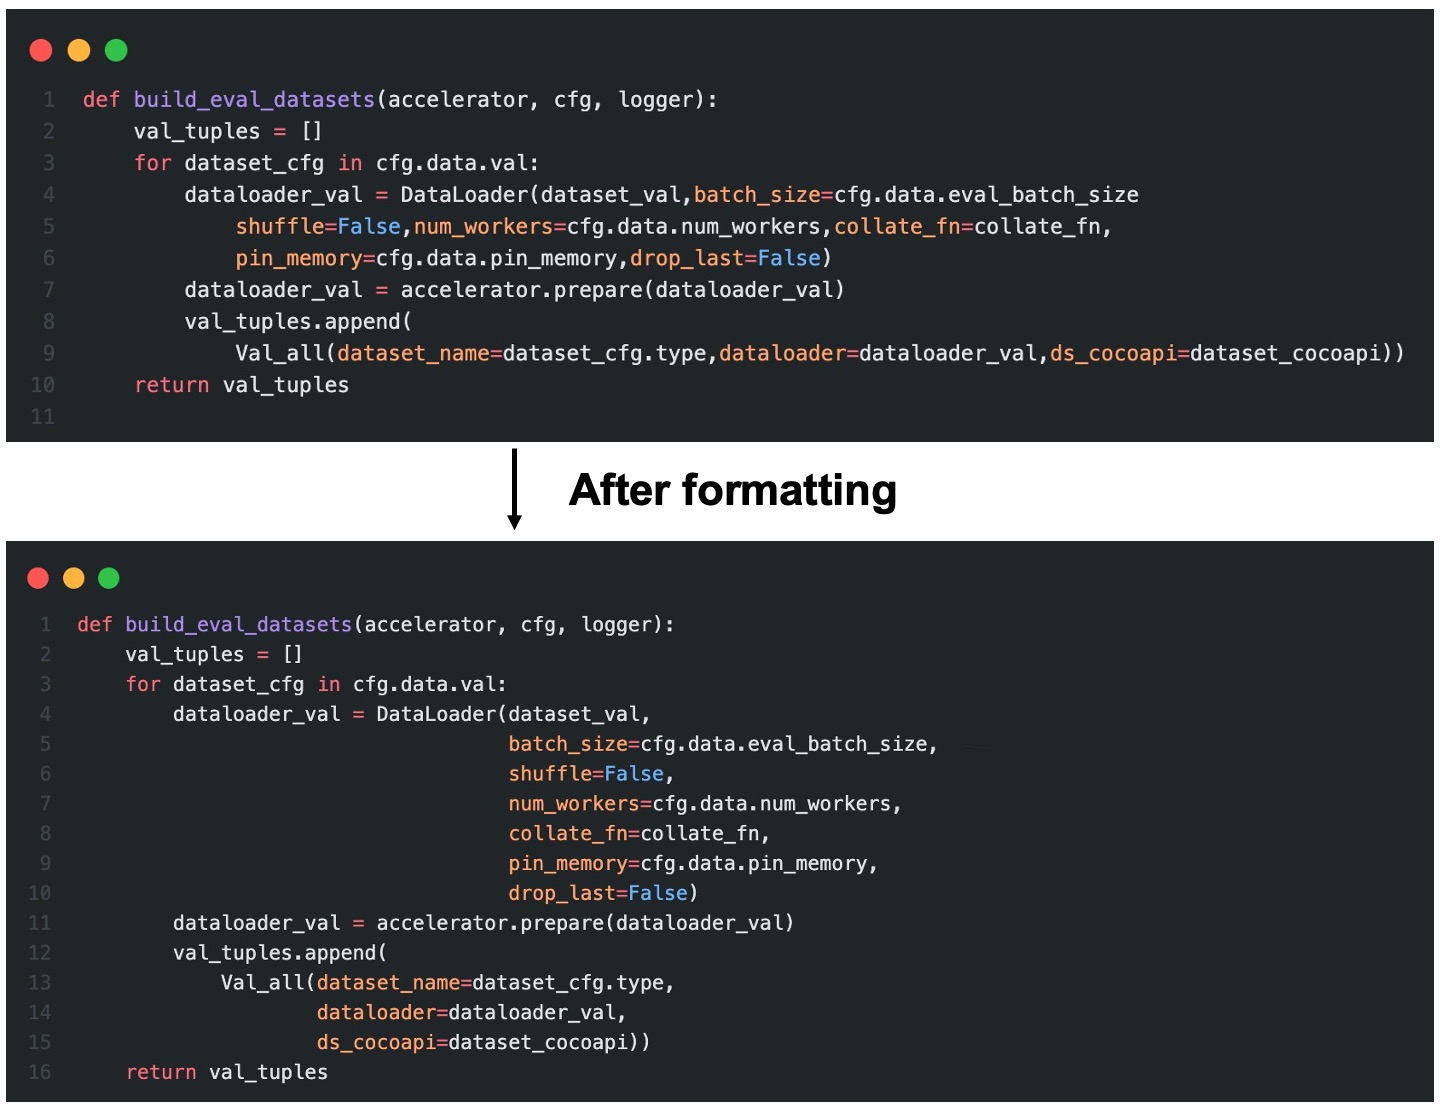 1 def build_eval_datasets(accelerator, cfg, logger):
2     val_tuples = []
3     for dataset_cfg in cfg.data.val:
4         dataloader_val = DataLoader(dataset_val,batch_size=cfg.data.eval_batch_size
5             shuffle=False,num_workers=cfg.data.num_workers,collate_fn=collate_fn,
6             pin_memory=cfg.data.pin_memory,drop_last=False)
7         dataloader_val = accelerator.prepare(dataloader_val)
8         val_tuples.append(
9             Val_all(dataset_name=dataset_cfg.type,dataloader=dataloader_val,ds_cocoapi=dataset_cocoapi))
10     return val_tuples
11
After formatting
1 def build_eval_datasets(accelerator, cfg, logger):
2     val_tuples = []
3     for dataset_cfg in cfg.data.val:
4         dataloader_val = DataLoader(dataset_val,
5                                     batch_size=cfg.data.eval_batch_size,
6                                     shuffle=False,
7                                     num_workers=cfg.data.num_workers,
8                                     collate_fn=collate_fn,
9                                     pin_memory=cfg.data.pin_memory,
10                                     drop_last=False)
11         dataloader_val = accelerator.prepare(dataloader_val)
12         val_tuples.append(
13             Val_all(dataset_name=dataset_cfg.type,
14                     dataloader=dataloader_val,
15                     ds_cocoapi=dataset_cocoapi))
16     return val_tuples